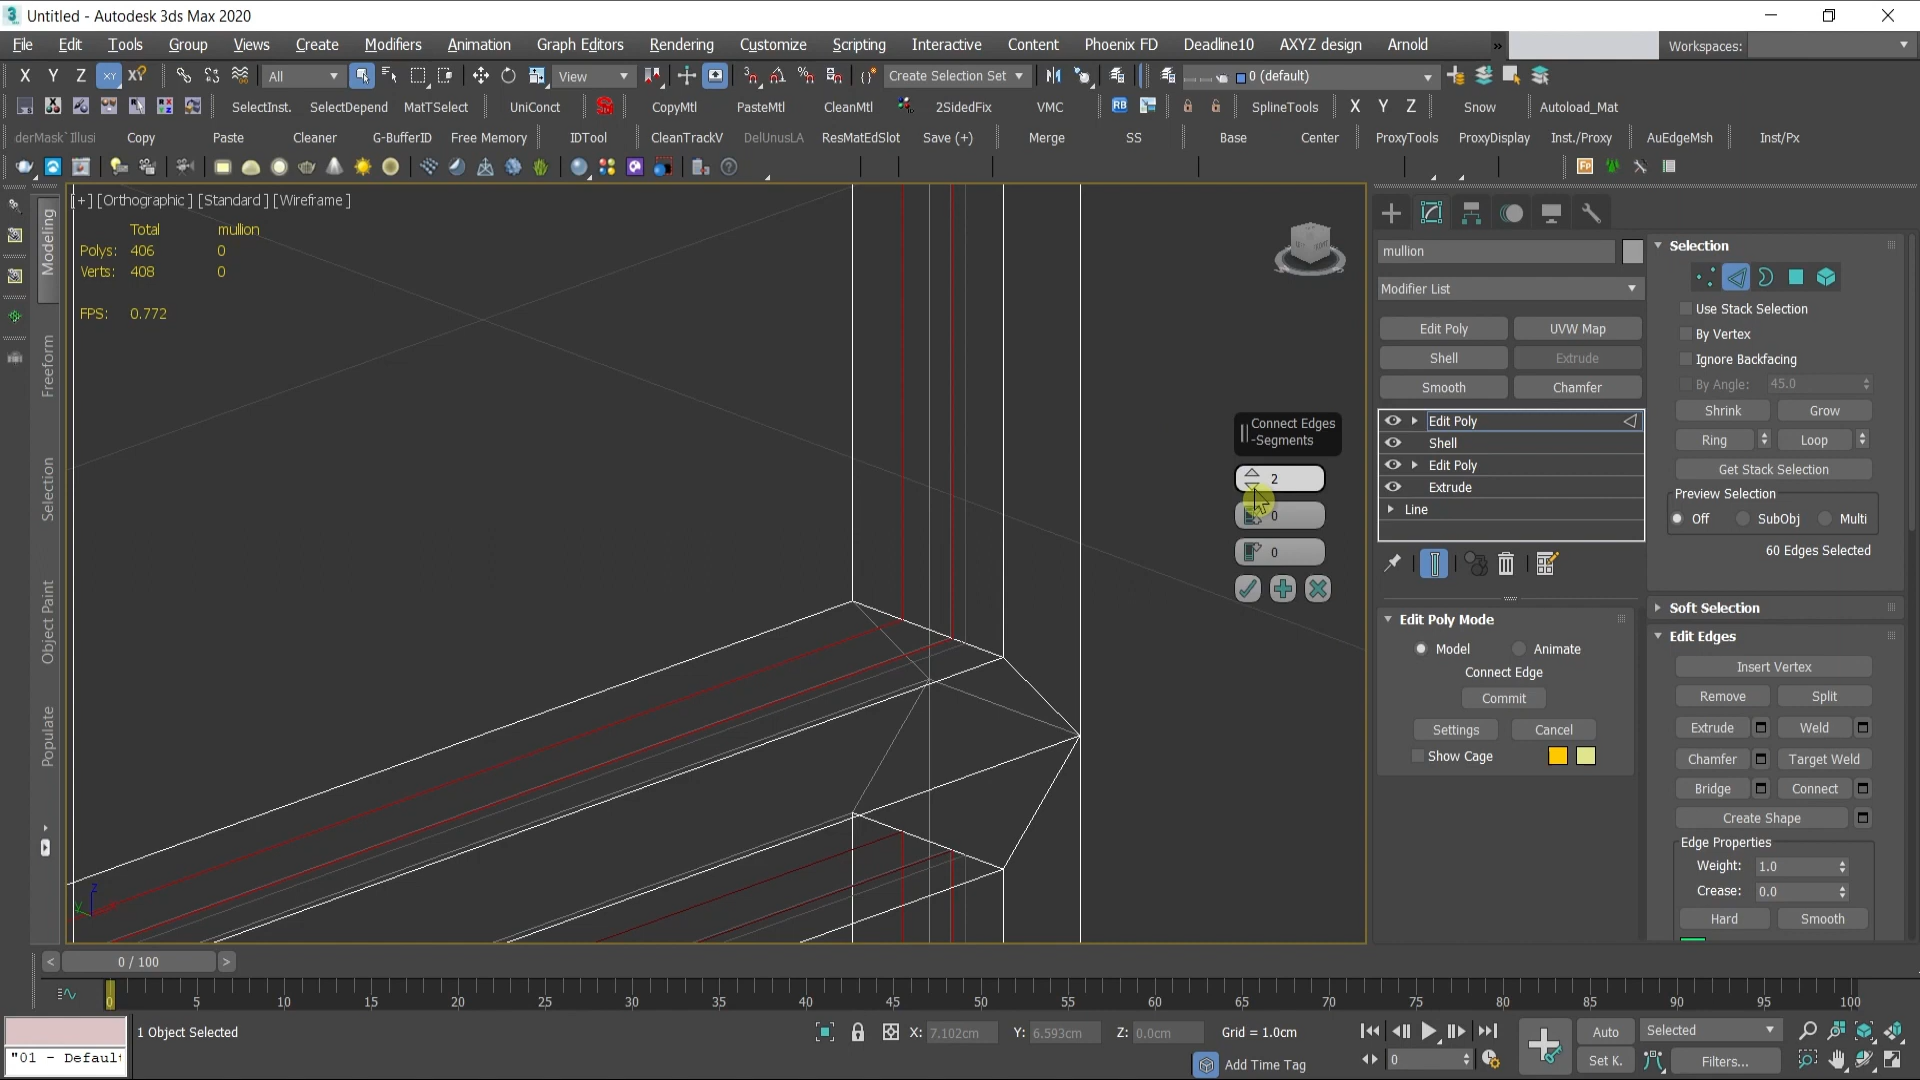 Untitled - Autodesk 3ds Max 2020
File Edit Tools Group Views Create Modifiers Animation Graph Editors Rendering Customize Scripting Interactive Content Phoenix FD Deadline10 AXYZ design Arnold » Workspaces:
X Y Z XY XY All View Create Selection Set 0 (default)
SelectInst. SelectDepend MatTSelect UniConct CopyMtl PasteMtl CleanMtl 2SidedFix VMC RB SplineTools X Y Z Snow Autoload_Mat
derMask`Illusi Copy Paste Cleaner G-BufferID Free Memory IDTool CleanTrackV DelUnusLA ResMatEdSlot Save (+) Merge SS Base Center ProxyTools ProxyDisplay Inst./Proxy AuEdgeMsh Inst/Px
Modeling
Freeform
Selection
Object Paint
Populate
[+] [Orthographic ] [Standard ] [Wireframe ]
Total mullion
Polys: 406 0
Verts: 408 0
FPS: 0.772
Connect Edges
-Segments
2
0
0
z
y
mullion
Modifier List
Edit Poly UVW Map
Shell Extrude
Smooth Chamfer
Edit Poly
Shell
Edit Poly
Extrude
Line
Edit Poly Mode
Model Animate
Connect Edge
Commit
Settings Cancel
Show Cage
Selection
Use Stack Selection
By Vertex
Ignore Backfacing
By Angle: 45.0
Shrink Grow
Ring Loop
Get Stack Selection
Preview Selection
Off SubObj Multi
60 Edges Selected
Soft Selection
Edit Edges
Insert Vertex
Remove Split
Extrude Weld
Chamfer Target Weld
Bridge Connect
Create Shape
Edge Properties
Weight: 1.0
Crease: 0.0
Hard Smooth
< 0 / 100 >
0 5 10 15 20 25 30 35 40 45 50 55 60 65 70 75 80 85 90 95 100
1 Object Selected X: 7.102cm Y: 6.593cm Z: 0.0cm Grid = 1.0cm Auto Selected
"01 - Default Add Time Tag 0 Set K. Filters...